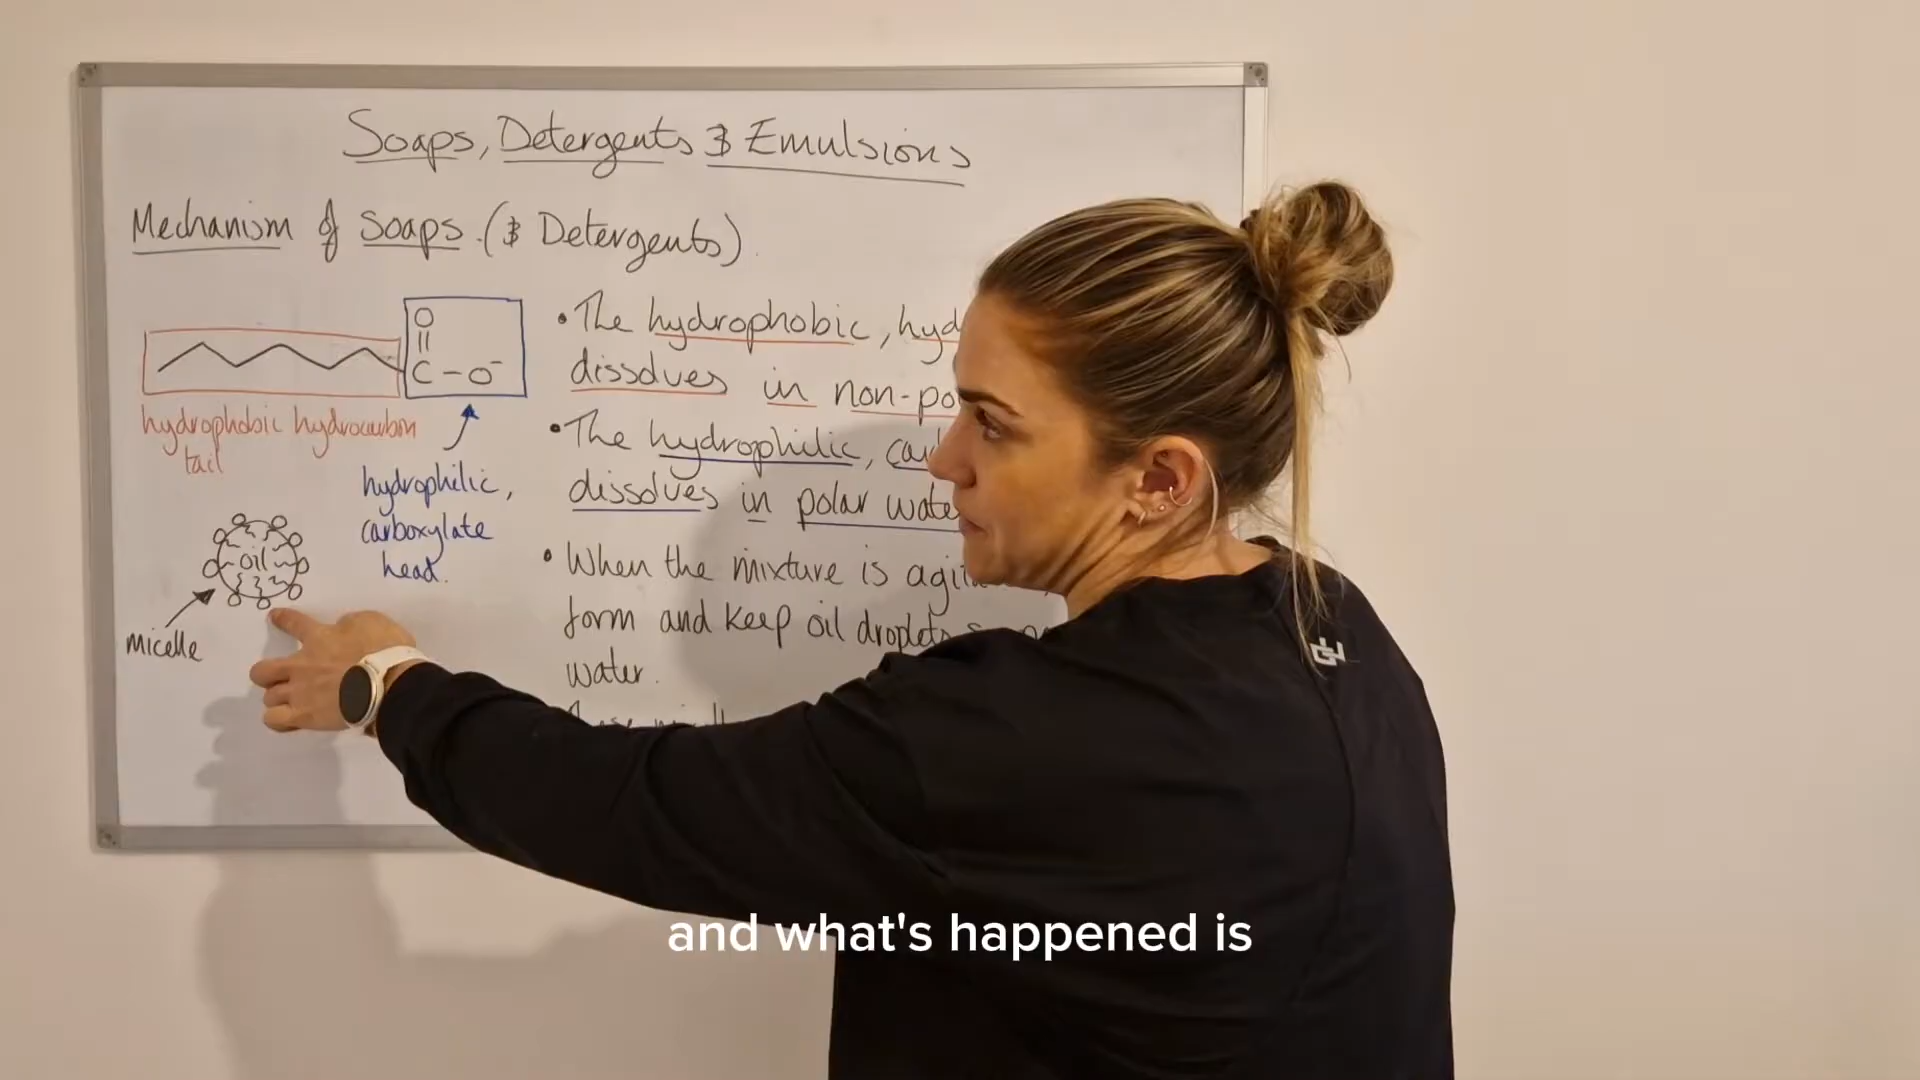 Soaps, Detergents & Emulsions
Mechanism of soaps. (& Detergents).
O
C - O-
hydrophobic hydrocarbon
tail
hydrophilic,
carboxylate
head.
oil
micelle
• The hydrophobic, hyd
dissolves in non-po
• The hydrophilic, car
dissolves in polar wate
• When the mixture is agi
form and keep oil droplets
water.
and what's happened is